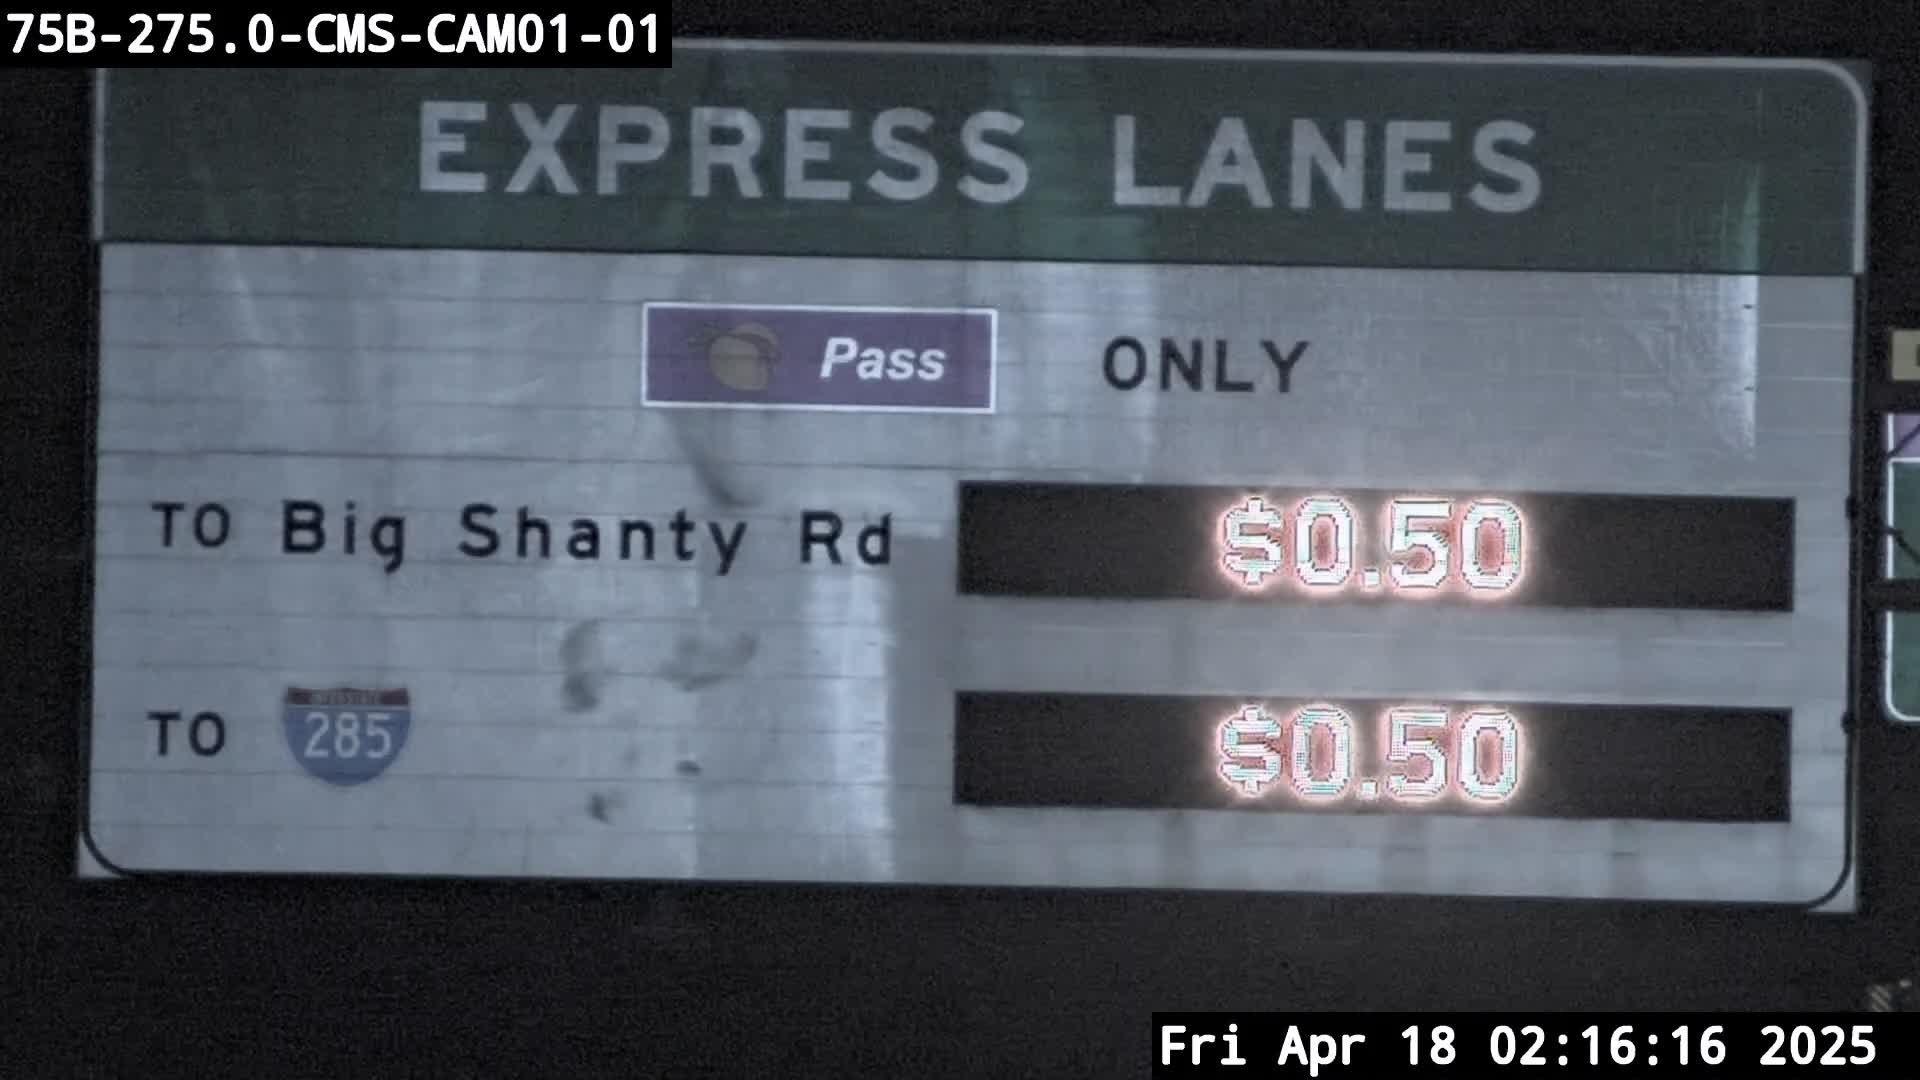 75B-275.0-CMS-CAM01-01
EXPRESS LANES
Pass ONLY
TO Big Shanty Rd $0.50
INTERSTATE
TO 285 $0.50
Fri Apr 18 02:16:16 2025